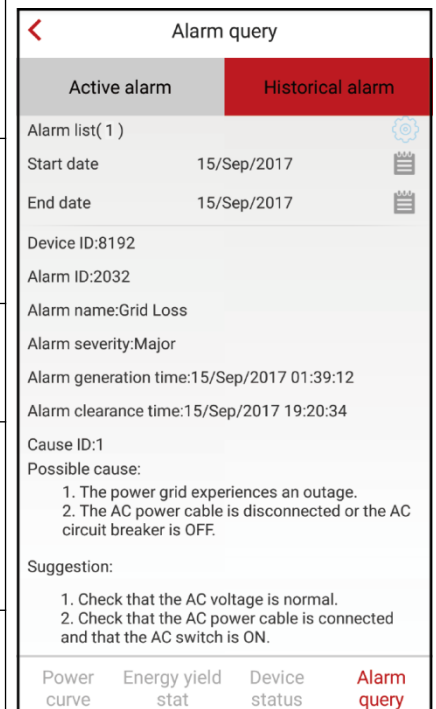 Alarm query
Active alarm
Historical alarm
Alarm list( 1 )
Start date 15/Sep/2017
End date 15/Sep/2017
Device ID:8192
Alarm ID:2032
Alarm name:Grid Loss
Alarm severity:Major
Alarm generation time:15/Sep/2017 01:39:12
Alarm clearance time:15/Sep/2017 19:20:34
Cause ID:1
Possible cause:
1. The power grid experiences an outage.
2. The AC power cable is disconnected or the AC
circuit breaker is OFF.
Suggestion:
1. Check that the AC voltage is normal.
2. Check that the AC power cable is connected
and that the AC switch is ON.
Power
curve
Energy yield
stat
Device
status
Alarm
query